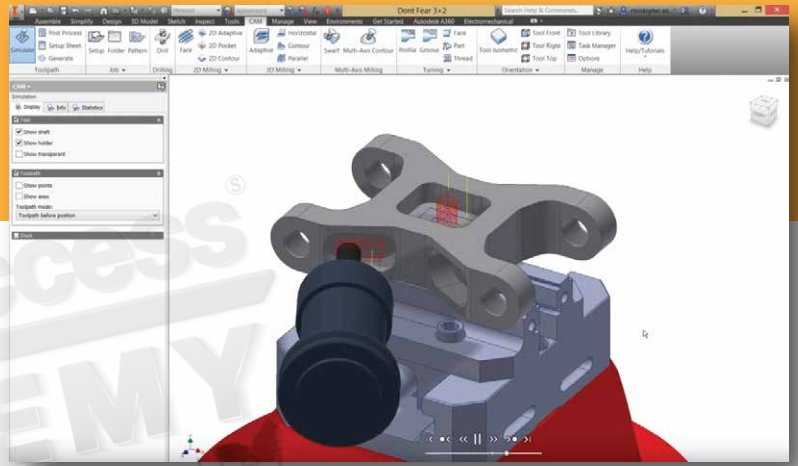 Dont Fear 3+2
Search Help & Commands...
Assemble Simplify Design 3D Model Sketch Inspect Tools CAM Manage View Environments Get Started Autodesk A360 Electromechanical
Simulate
Post Process
Setup Sheet
Generate
Setup Folder Pattern
Drill
Face
2D Adaptive
2D Pocket
2D Contour
Adaptive
Horizontal
Contour
Parallel
Swarf Multi-Axis Contour
Profile Groove
Face
Part
Thread
Tool Isometric
Tool Front
Tool Right
Tool Top
Tool Library
Task Manager
Options
Help/Tutorials
Toolpath Job Drilling 2D Milling 3D Milling Multi-Axis Milling Turning Orientation Manage Help
CAM
Simulation
Display Info Statistics
Tool
Show shaft
Show holder
Show transparent
Toolpath
Show points
Show axes
Toolpath mode:
Toolpath before position
Stock
ccess
EMY